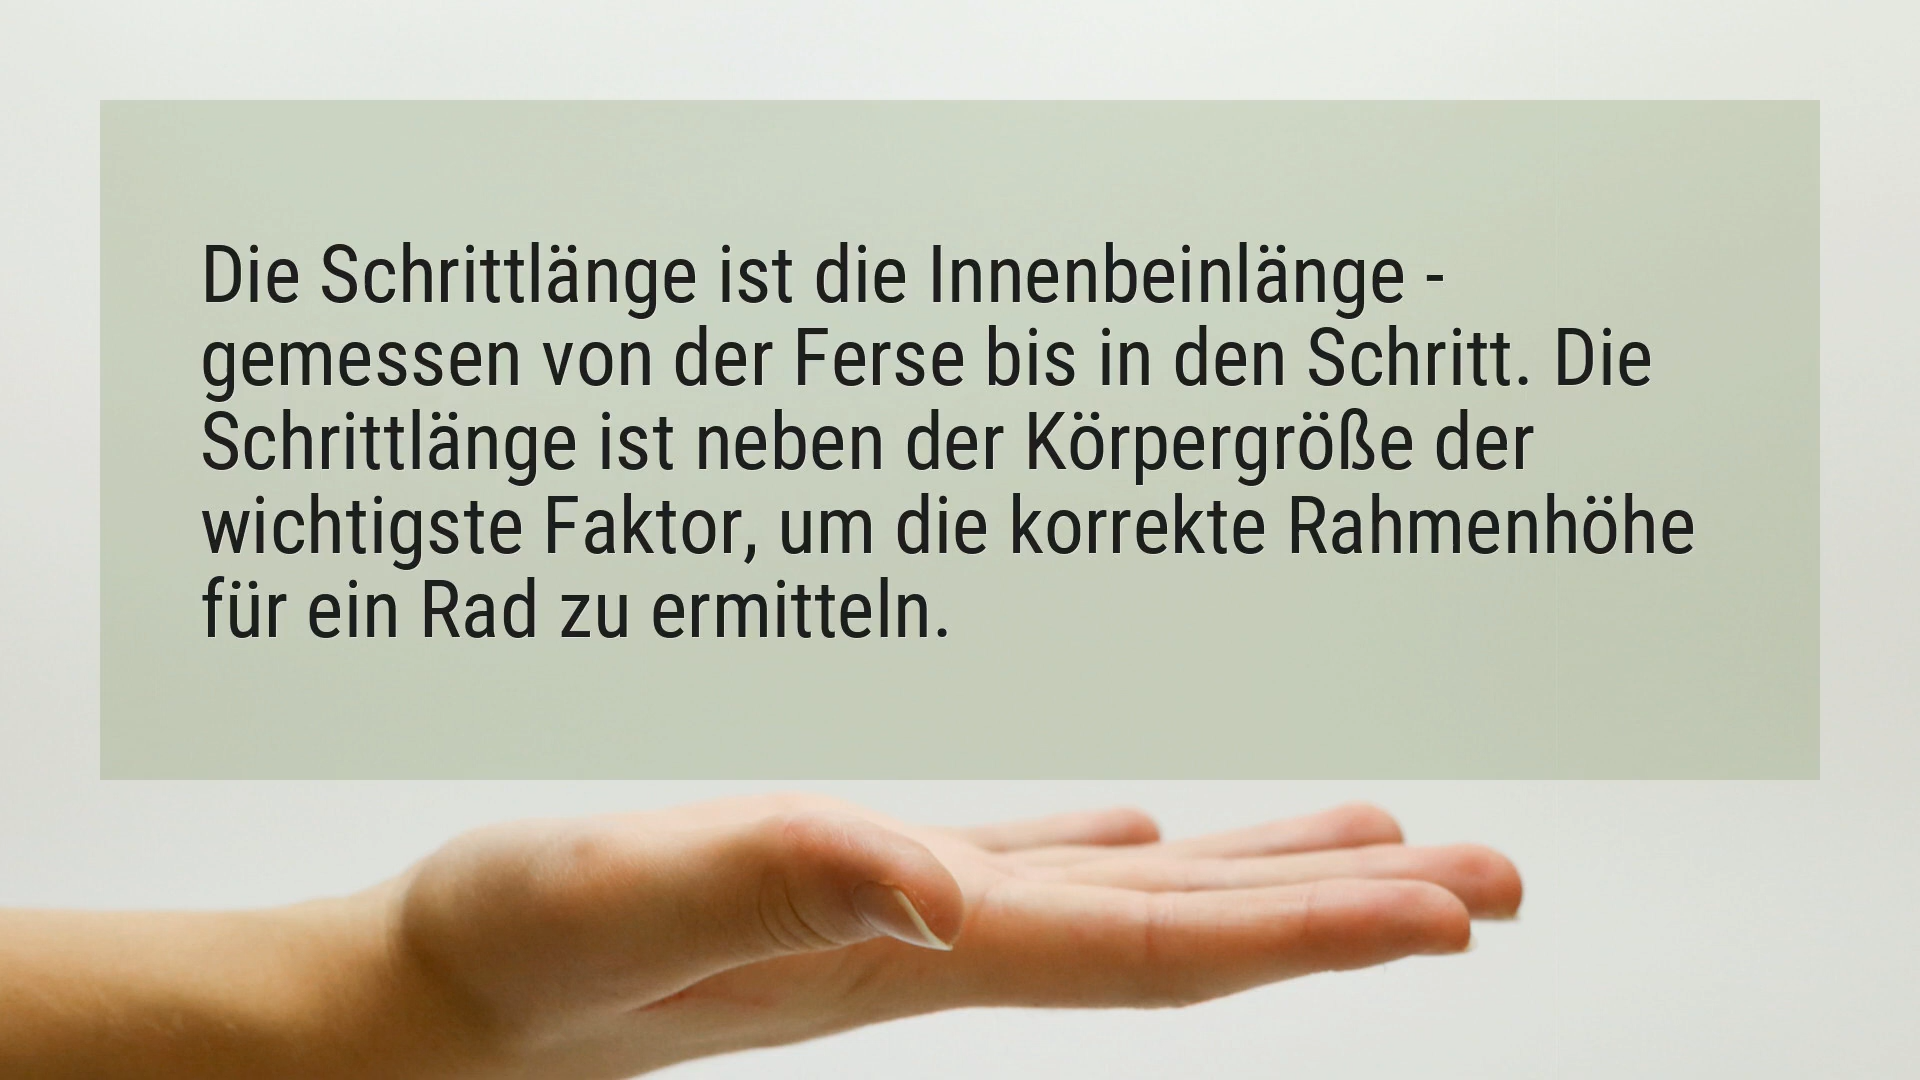 Die Schrittlänge ist die Innenbeinlänge -
gemessen von der Ferse bis in den Schritt. Die
Schrittlänge ist neben der Körpergröße der
wichtigste Faktor, um die korrekte Rahmenhöhe
für ein Rad zu ermitteln.